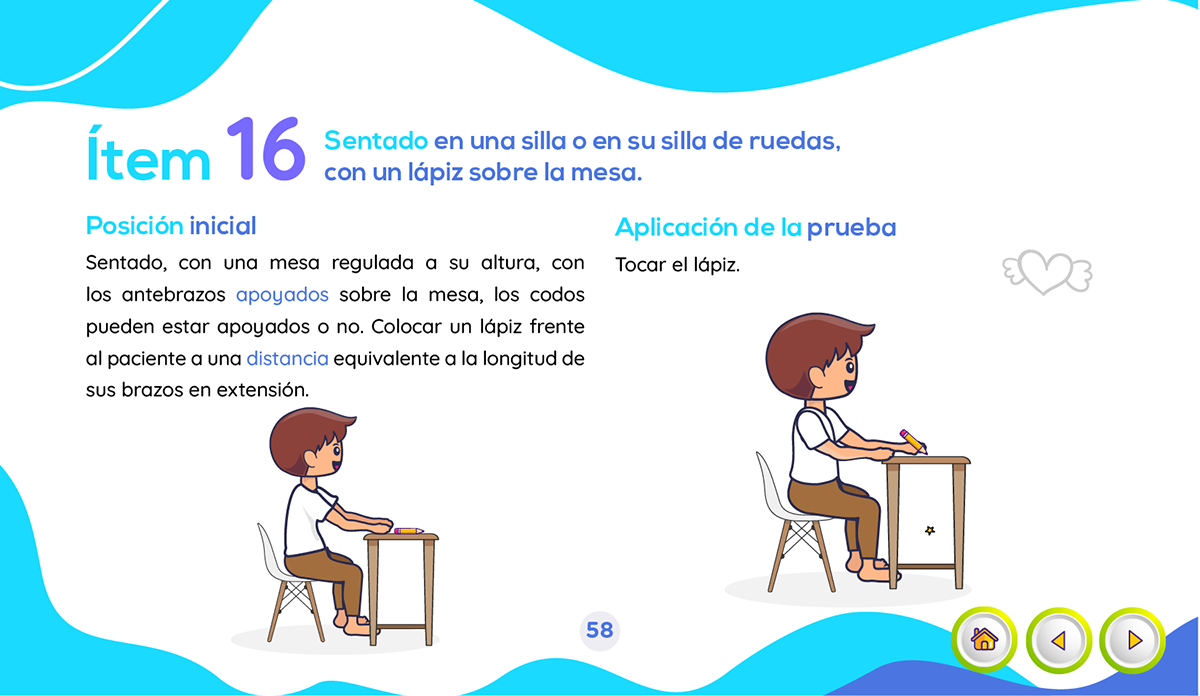 Ítem 16
Sentado en una silla o en su silla de ruedas,
con un lápiz sobre la mesa.
Posición inicial
Sentado, con una mesa regulada a su altura, con
los antebrazos apoyados sobre la mesa, los codos
pueden estar apoyados o no. Colocar un lápiz frente
al paciente a una distancia equivalente a la longitud de
sus brazos en extensión.
Aplicación de la prueba
Tocar el lápiz.
58